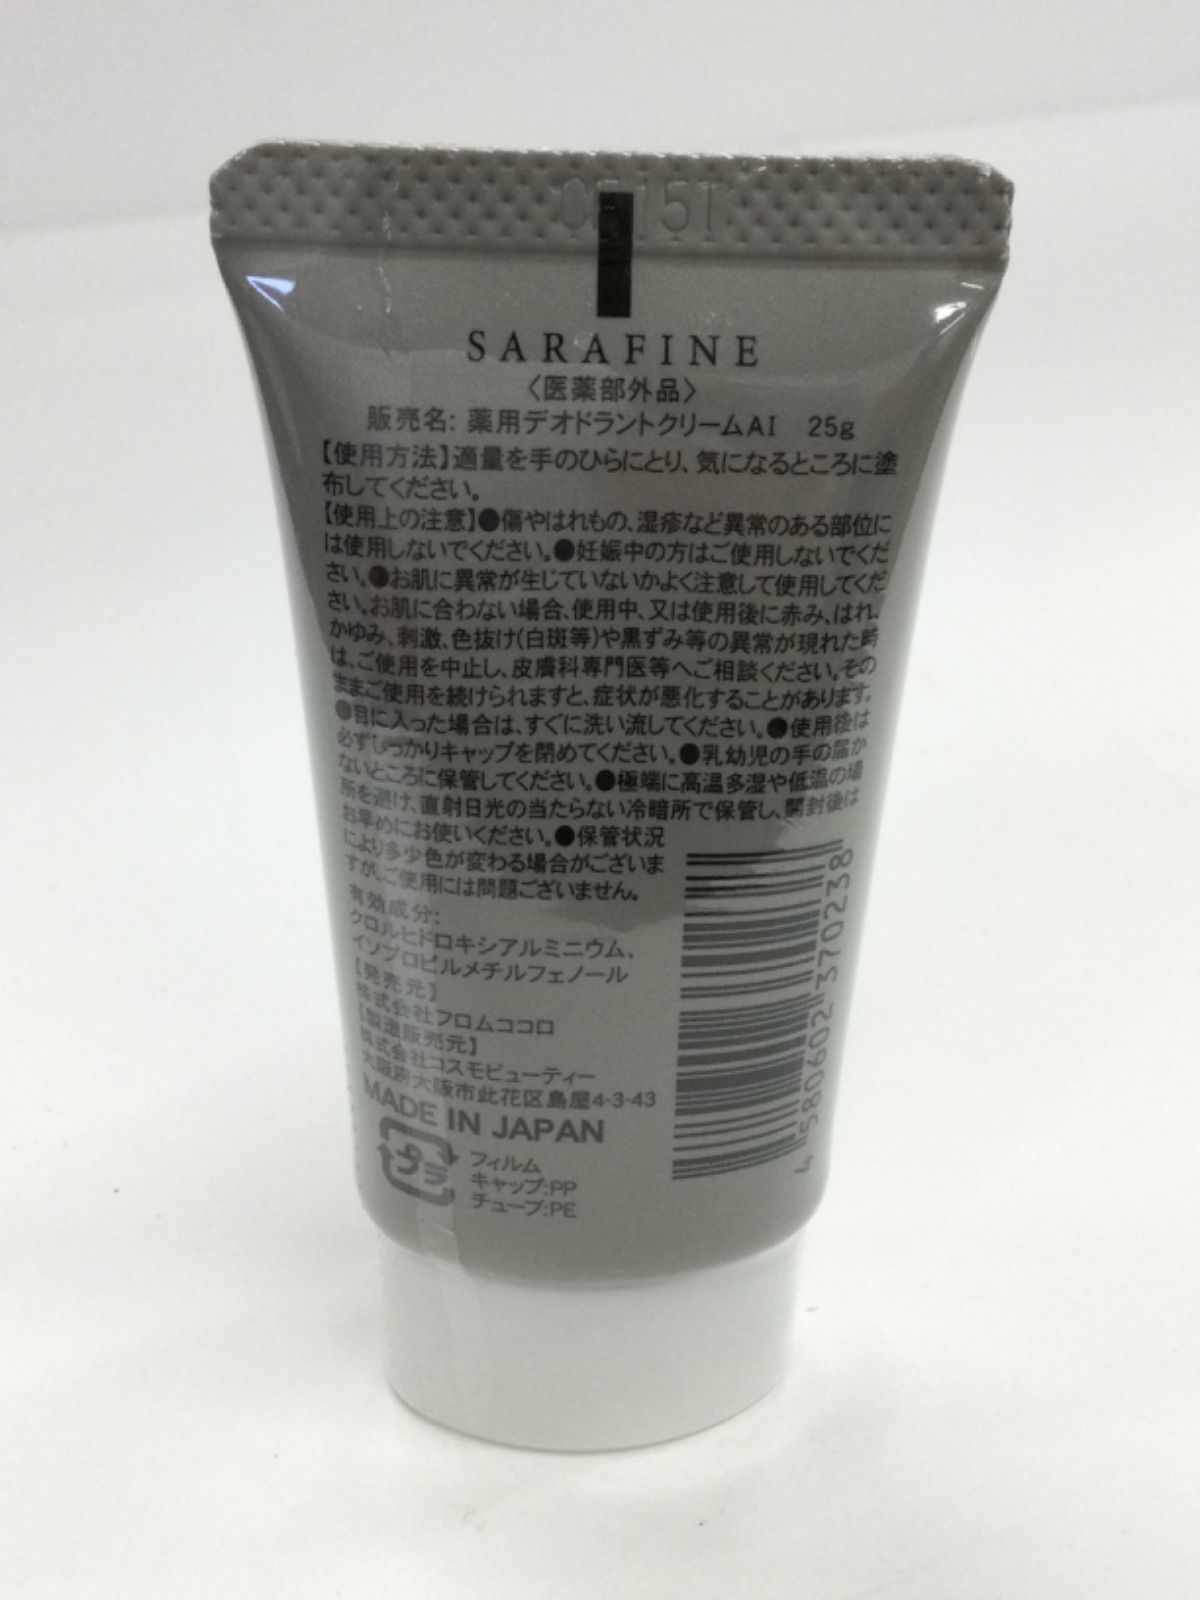 SARAFINE
〈医薬部外品〉
販売名: 薬用デオドラントクリームAI 25g
【使用方法】適量を手のひらにとり、気になるところに塗
布してください。
【使用上の注意】●傷やはれもの、湿疹など異常のある部位に
は使用しないでください。●妊娠中の方はご使用しないでくだ
さい。●お肌に異常が生じていないかよく注意して使用してくだ
さい。お肌に合わない場合、使用中、又は使用後に赤み、はれ、
かゆみ、刺激、色抜け(白斑等)や黒ずみ等の異常が現れた時
は、ご使用を中止し、皮膚科専門医等へご相談ください。その
ままご使用を続けられますと、症状が悪化することがあります。
●目に入った場合は、すぐに洗い流してください。●使用後は
必ずしっかりキャップを閉めてください。●乳幼児の手の届か
ないところに保管してください。●極端に高温多湿や低温の場
所を避け、直射日光の当たらない冷暗所で保管し、開封後は
お早めにお使いください。●保管状況
により多少色が変わる場合がございま
すが、ご使用には問題ございません。
有効成分:
クロルヒドロキシアルミニウム、
イソプロピルメチルフェノール
【発売元】
株式会社フロムココロ
【製造販売元】
株式会社コスモビューティー
大阪府大阪市此花区島屋4-3-43
MADE IN JAPAN
プラ
フィルム
キャップ:PP
チューブ:PE
4 580602 370238